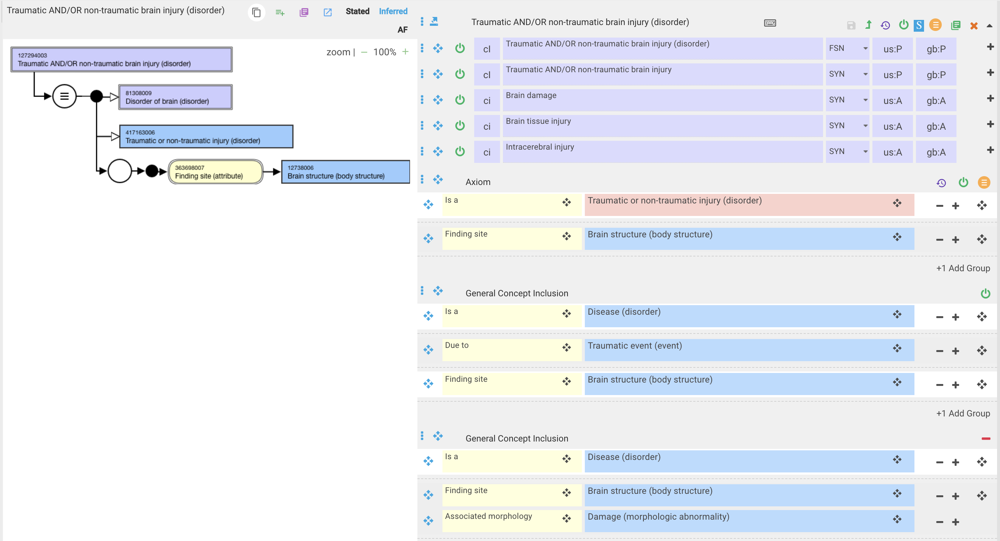 Traumatic AND/OR non-traumatic brain injury (disorder)
Stated Inferred
AF
zoom | − 100% +
127294003
Traumatic AND/OR non-traumatic brain injury (disorder)
81308009
Disorder of brain (disorder)
417163006
Traumatic or non-traumatic injury (disorder)
363698007
Finding site (attribute)
12738006
Brain structure (body structure)
Traumatic AND/OR non-traumatic brain injury (disorder)
S
cI Traumatic AND/OR non-traumatic brain injury (disorder) FSN us:P gb:P
cI Traumatic AND/OR non-traumatic brain injury SYN us:P gb:P
ci Brain damage SYN us:A gb:A
ci Brain tissue injury SYN us:A gb:A
ci Intracerebral injury SYN us:A gb:A
Axiom
Is a Traumatic or non-traumatic injury (disorder)
Finding site Brain structure (body structure)
+1 Add Group
General Concept Inclusion
Is a Disease (disorder)
Due to Traumatic event (event)
Finding site Brain structure (body structure)
+1 Add Group
General Concept Inclusion
Is a Disease (disorder)
Finding site Brain structure (body structure)
Associated morphology Damage (morphologic abnormality)